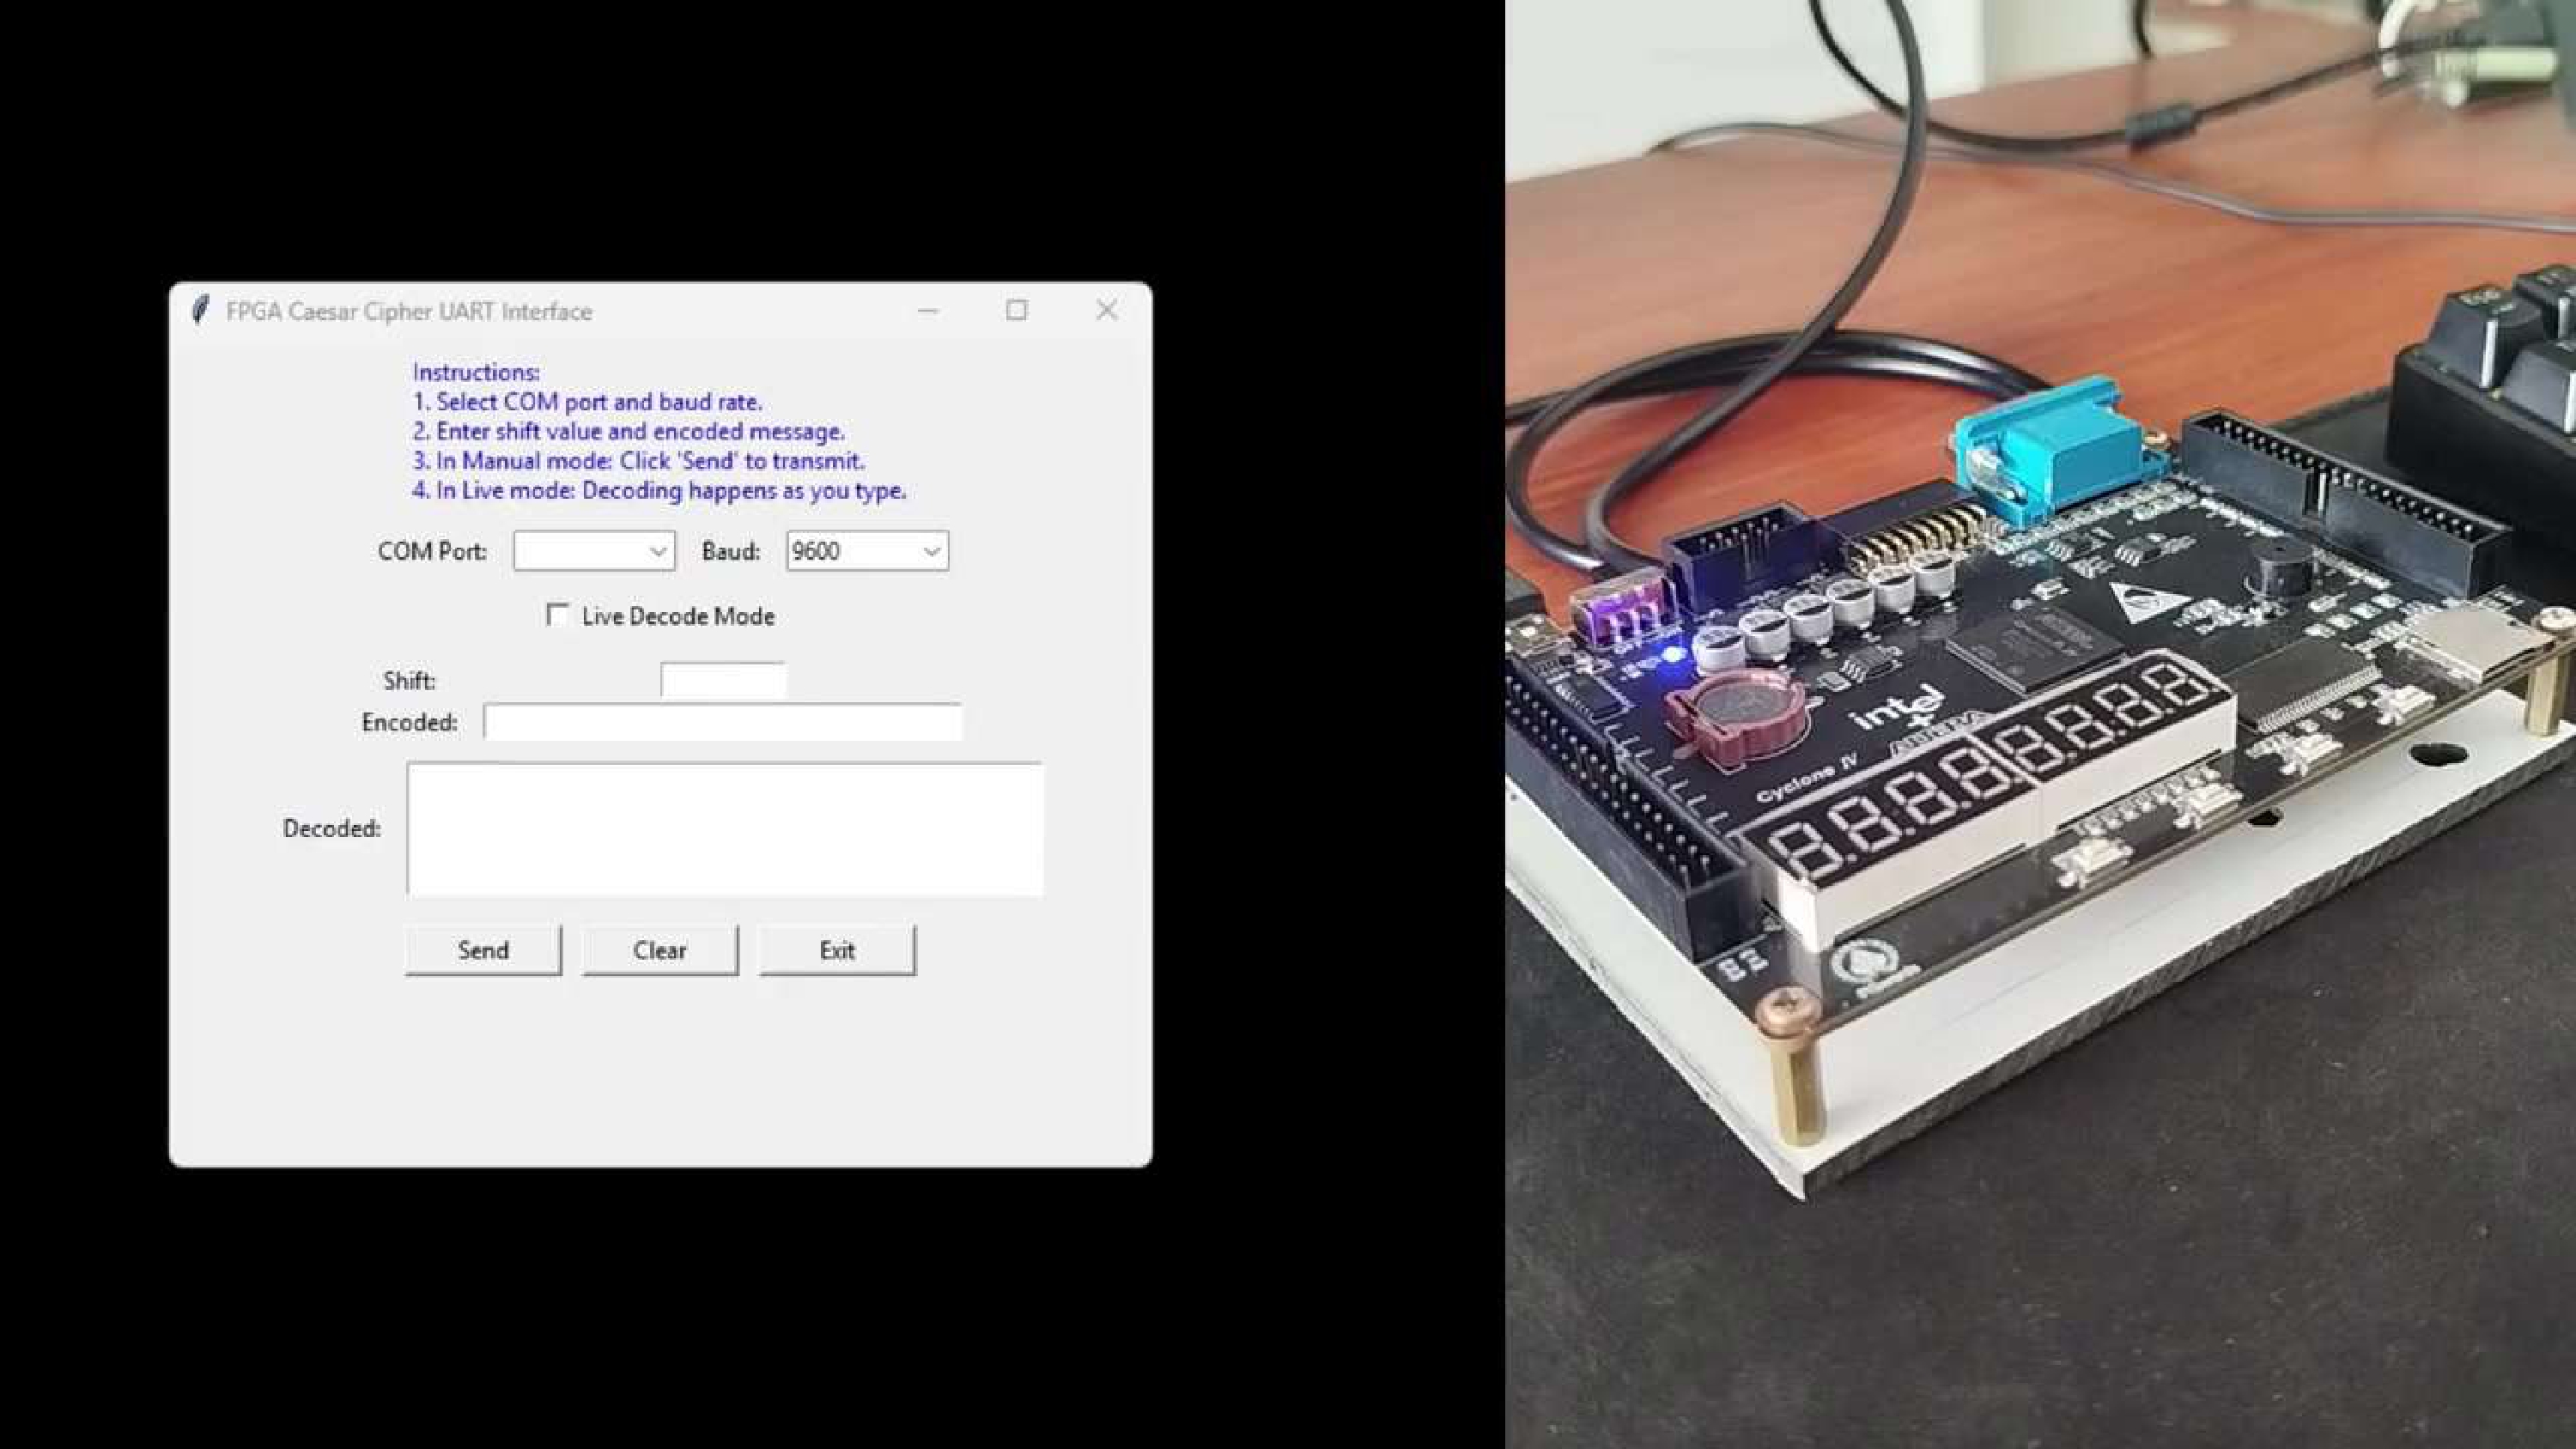 FPGA Caesar Cipher UART Interface
Instructions:
1. Select COM port and baud rate.
2. Enter shift value and encoded message.
3. In Manual mode: Click 'Send' to transmit.
4. In Live mode: Decoding happens as you type.
COM Port:
Baud: 9600
Live Decode Mode
Shift:
Encoded:
Decoded:
Send Clear Exit
intel
+
ALTERA
Cyclone IV
ESC